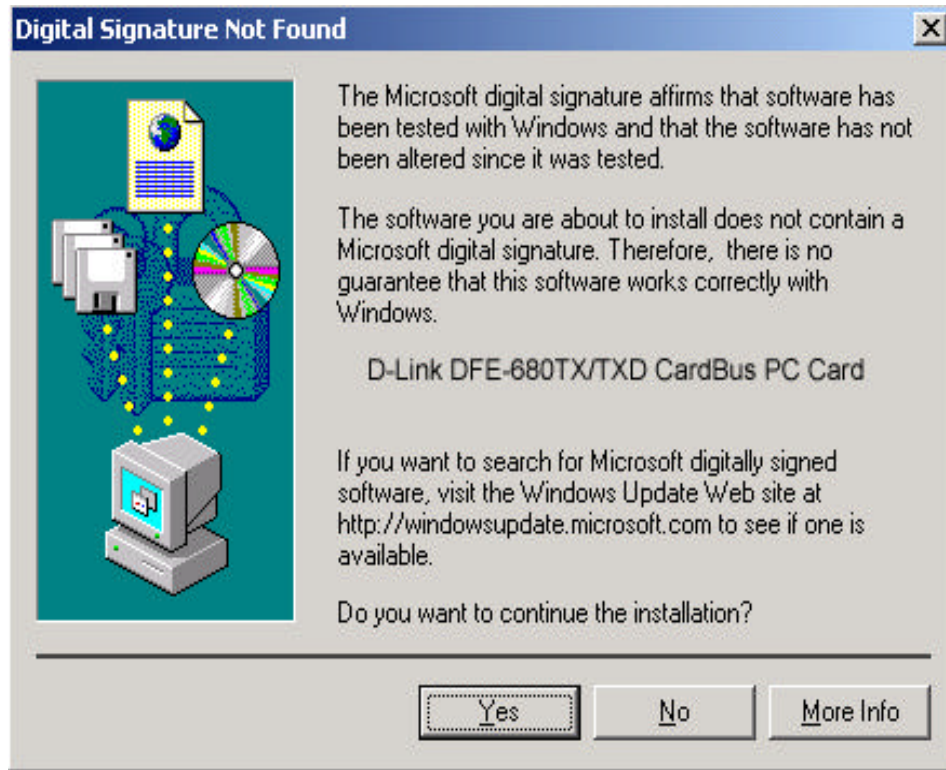 Digital Signature Not Found
The Microsoft digital signature affirms that software has
been tested with Windows and that the software has not
been altered since it was tested.
The software you are about to install does not contain a
Microsoft digital signature. Therefore,  there is no
guarantee that this software works correctly with
Windows.
D-Link DFE-680TX/TXD CardBus PC Card
If you want to search for Microsoft digitally signed
software, visit the Windows Update Web site at
http://windowsupdate.microsoft.com to see if one is
available.
Do you want to continue the installation?
Yes No More Info